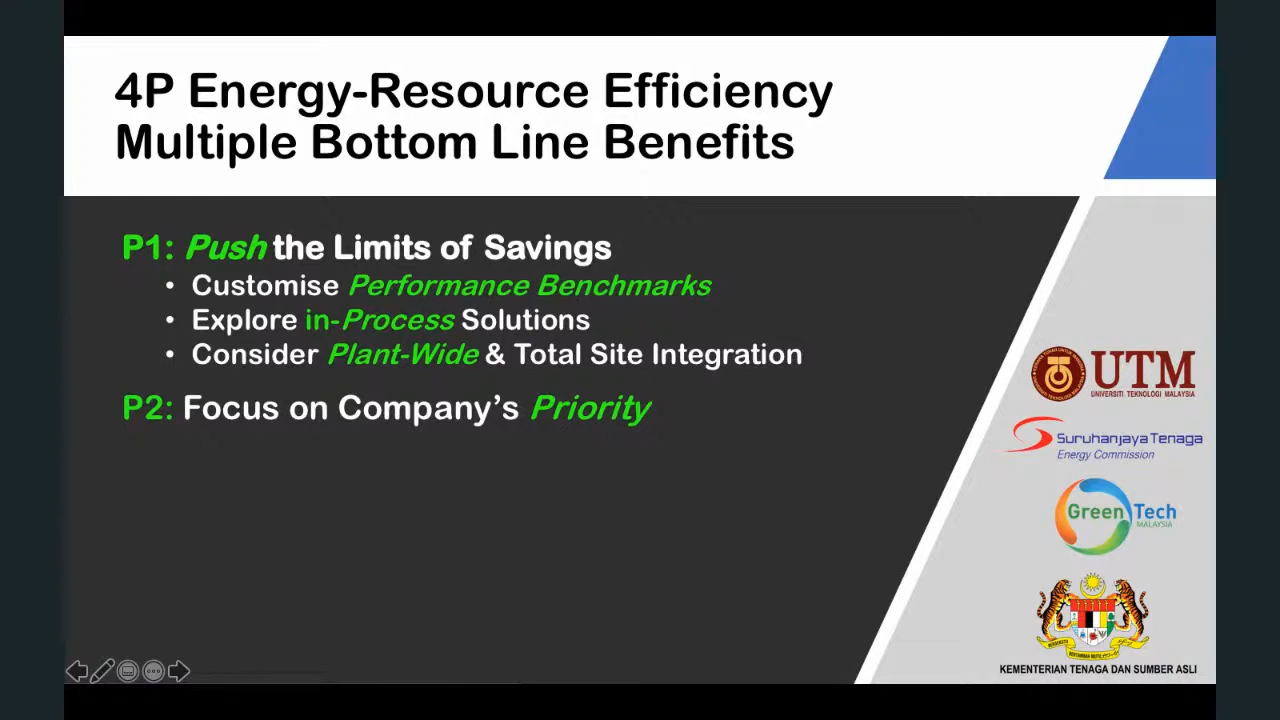 4P Energy-Resource Efficiency
Multiple Bottom Line Benefits
P1: Push the Limits of Savings
• Customise Performance Benchmarks
• Explore in-Process Solutions
• Consider Plant-Wide & Total Site Integration
P2: Focus on Company’s Priority
UTM
UNIVERSITI TEKNOLOGI MALAYSIA
Suruhanjaya Tenaga
Energy Commission
GreenTech
MALAYSIA
KEMENTERIAN TENAGA DAN SUMBER ASLI